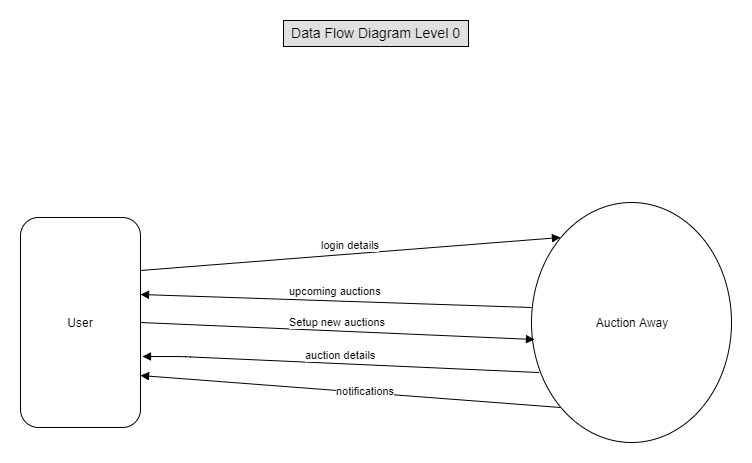 Data Flow Diagram Level 0
login details
upcoming auctions
User
Setup new auctions
Auction Away
auction details
notifications